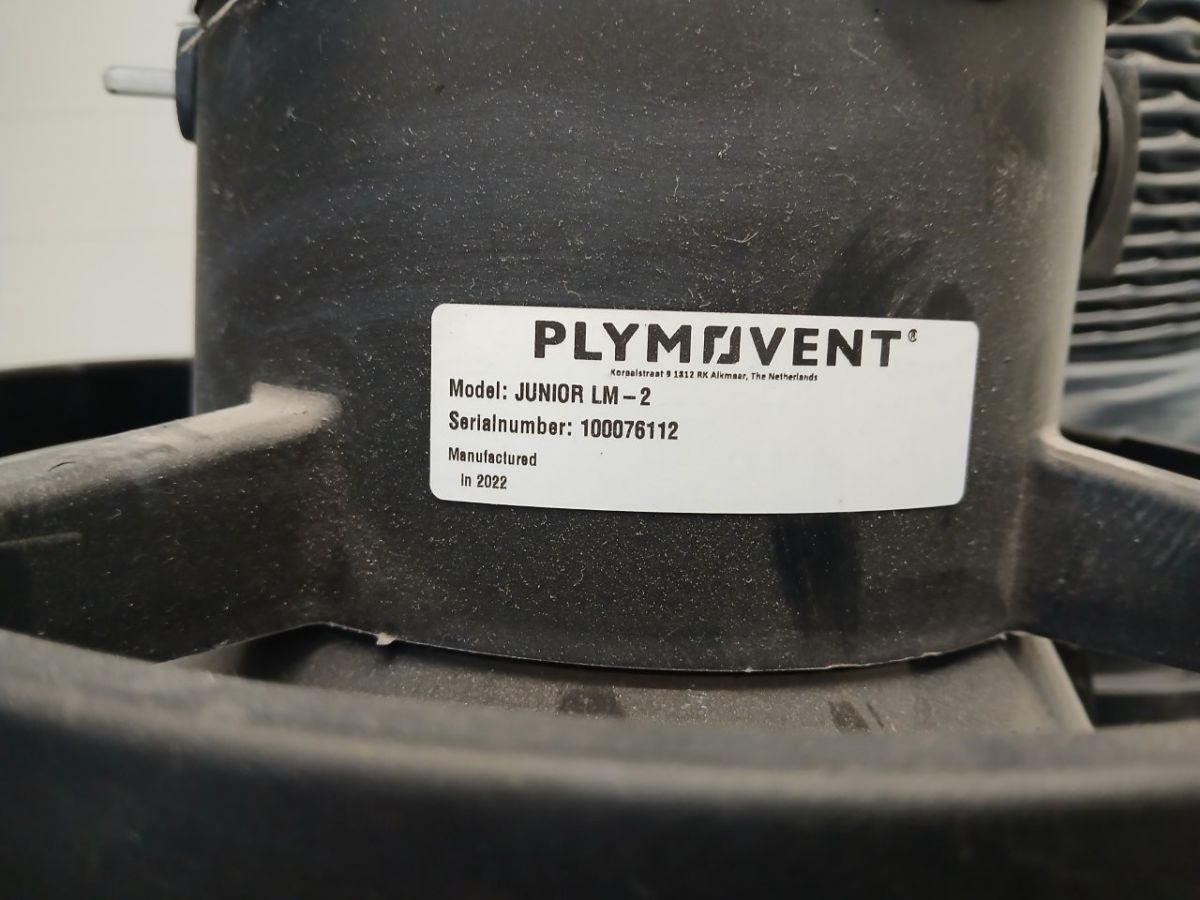 PLYMOVENT®
Koraalstraat 9 1812 RK Alkmaar, The Netherlands
Model: JUNIOR LM – 2
Serialnumber: 100076112
Manufactured
In 2022